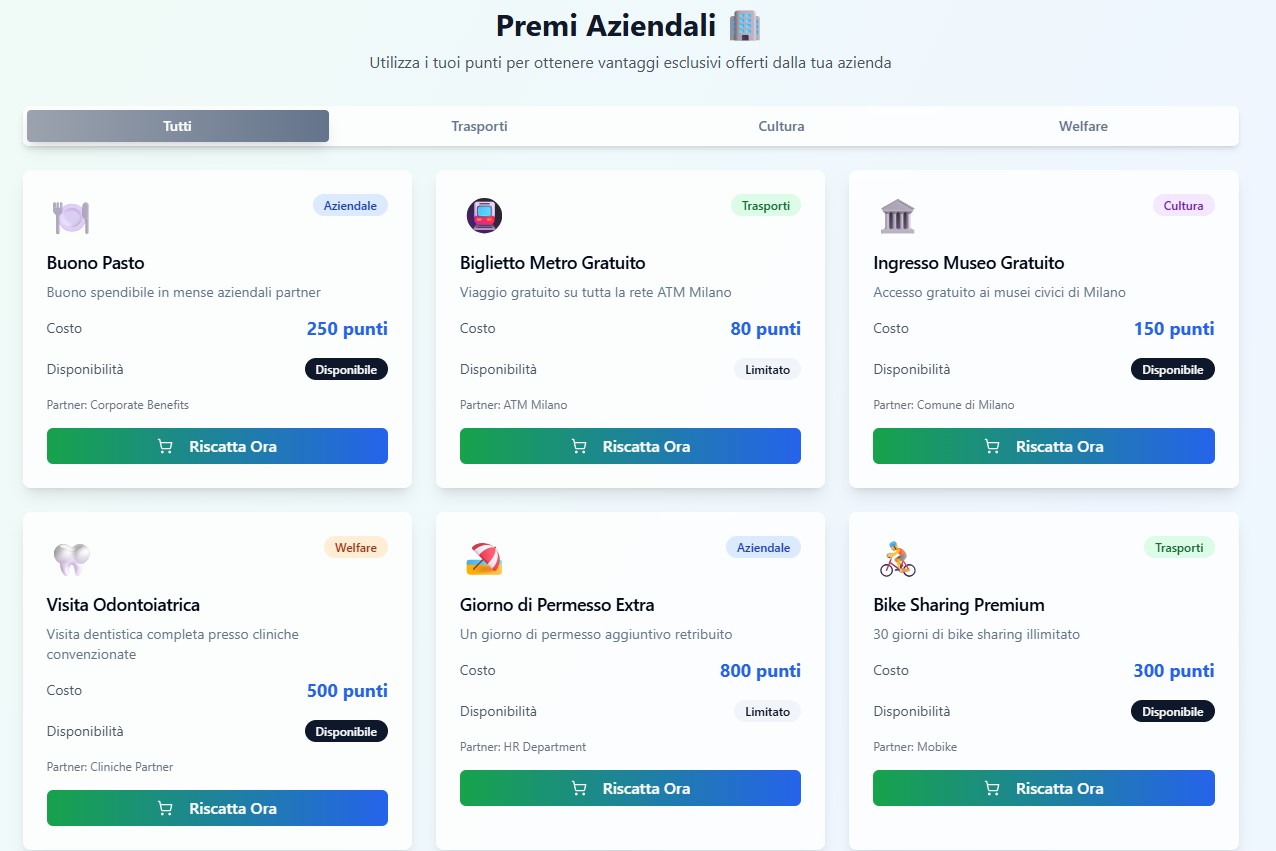 Premi Aziendali
Utilizza i tuoi punti per ottenere vantaggi esclusivi offerti dalla tua azienda
Tutti
Trasporti
Cultura
Welfare
Aziendale
Buono Pasto
Buono spendibile in mense aziendali partner
Costo
250 punti
Disponibilità
Disponibile
Partner: Corporate Benefits
Riscatta Ora
Trasporti
Biglietto Metro Gratuito
Viaggio gratuito su tutta la rete ATM Milano
Costo
80 punti
Disponibilità
Limitato
Partner: ATM Milano
Riscatta Ora
Cultura
Ingresso Museo Gratuito
Accesso gratuito ai musei civici di Milano
Costo
150 punti
Disponibilità
Disponibile
Partner: Comune di Milano
Riscatta Ora
Welfare
Visita Odontoiatrica
Visita dentistica completa presso cliniche
convenzionate
Costo
500 punti
Disponibilità
Disponibile
Partner: Cliniche Partner
Riscatta Ora
Aziendale
Giorno di Permesso Extra
Un giorno di permesso aggiuntivo retribuito
Costo
800 punti
Disponibilità
Limitato
Partner: HR Department
Riscatta Ora
Trasporti
Bike Sharing Premium
30 giorni di bike sharing illimitato
Costo
300 punti
Disponibilità
Disponibile
Partner: Mobike
Riscatta Ora